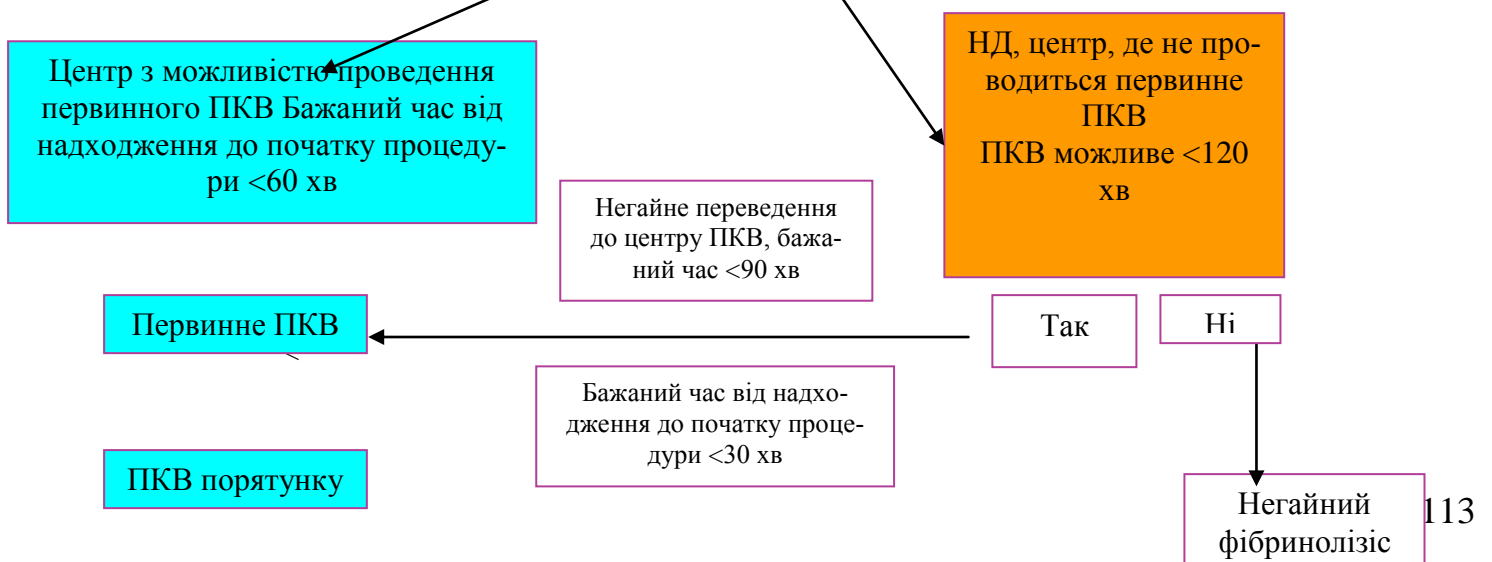 Центр з можливістю проведення
первинного ПКВ Бажаний час від
надходження до початку процеду-
ри <60 хв
НД, центр, де не про-
водиться первинне
ПКВ
ПКВ можливе <120
хв
Негайне переведення
до центру ПКВ, бажа-
ний час <90 хв
Первинне ПКВ
Так
Ні
Бажаний час від надхо-
дження до початку проце-
дури <30 хв
ПКВ порятунку
Негайний
фібринолізіс
113